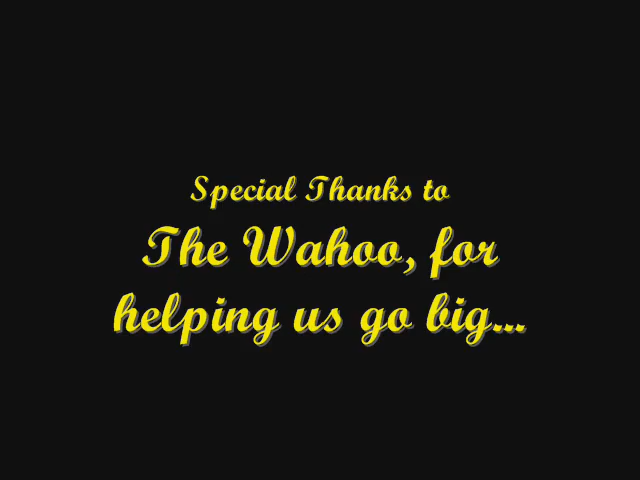 Special Thanks to
The Wahoo, for
helping us go big...